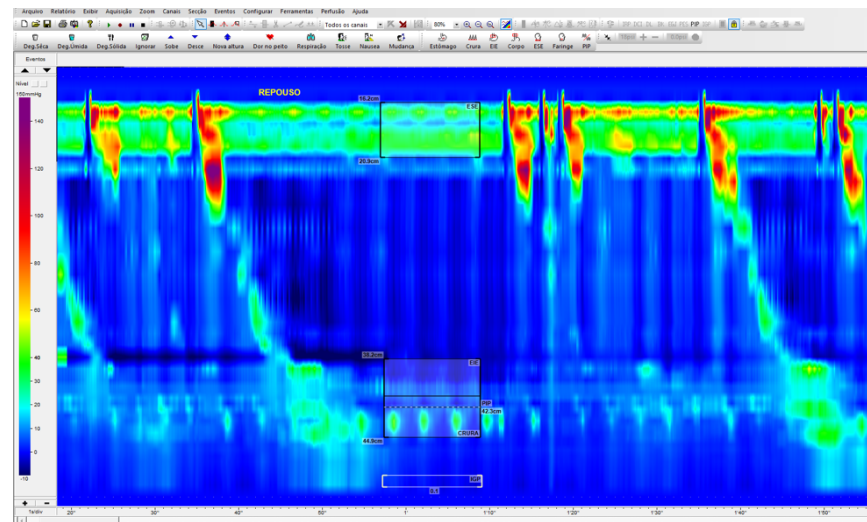 Arquivo Relatório Exibir Aquisição Zoom Canais Secção Eventos Configurar Ferramentas Perfusão Ajuda
Todos os canais 60% PIP
Deg.Sêca Deg.Úmida Deg.Sólida Ignorar Sobe Desce Nova altura Dor no peito Respiração Tosse Nausea Mudança Estômago Crura EIE Corpo ESE Faringe PIP
Eventos
Nível
150mmHg
REPOUSO
16.2cm
ESE
140
120
20.9cm
100
80
60
40
38.2cm
EIE
30
20
PIP
42.3cm
10
CRURA
44.9cm
0
IGP
-10
+ -
1s/div
20" 30" 40" 50" 1' 1'10" 1'20" 1'30" 1'40" 1'50"